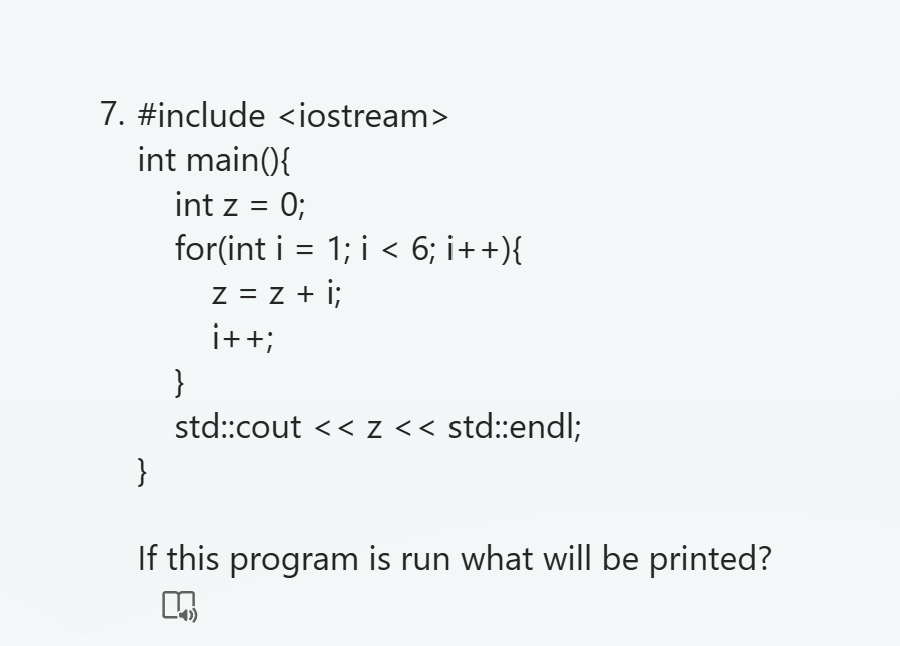 7. #include <iostream>
int main(){
int z = 0;
for(int i = 1; i < 6; i++){
z = z + i;
i++;
}
std::cout << z << std::endl;
}
If this program is run what will be printed?